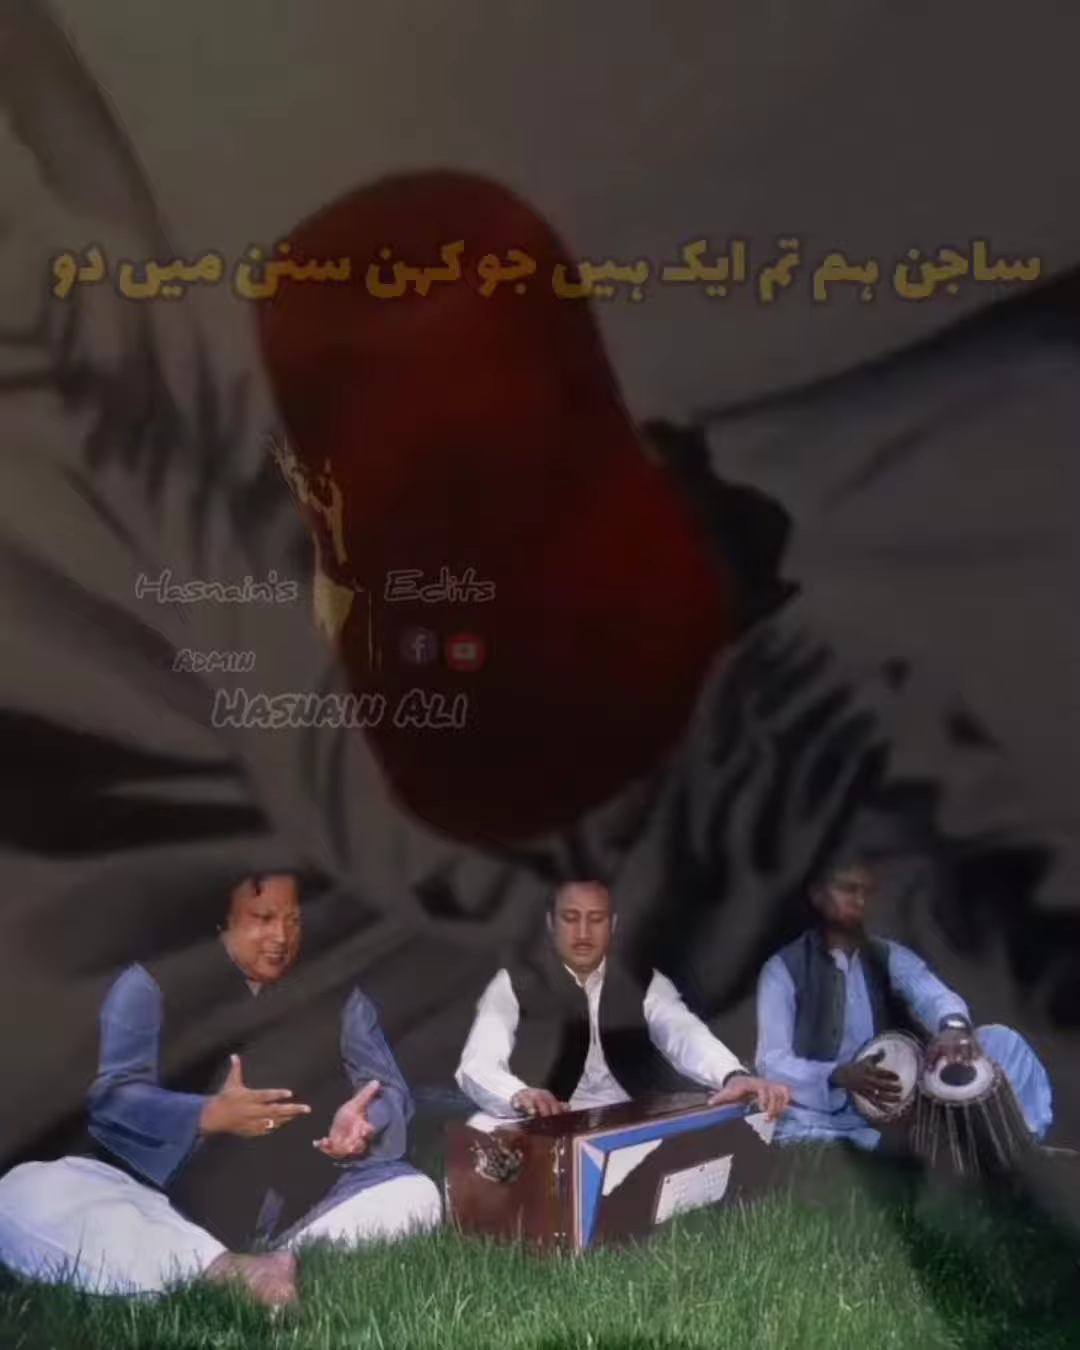 ساجن ہم تم ایک ہیں جو کہن سنن میں دو
Hasnain's Edits
Admin
Hasnain Ali